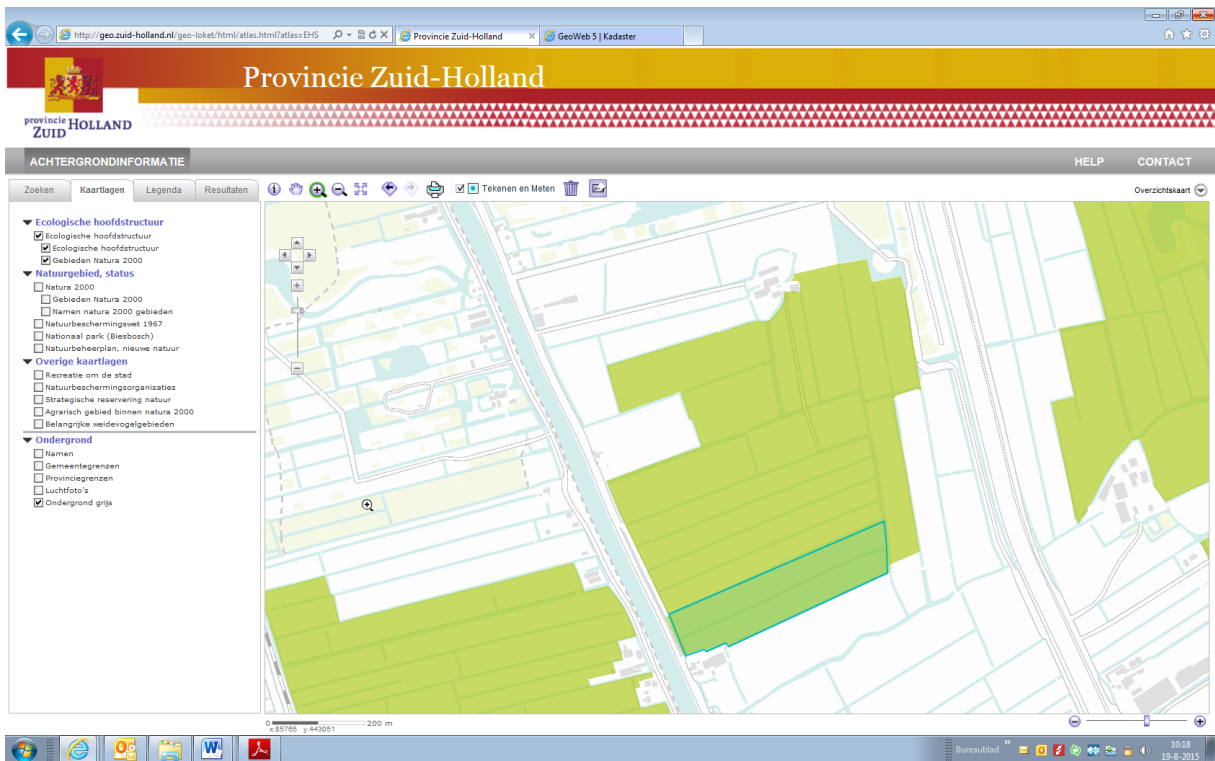 http://geo.zuid-holland.nl/geo-loket/html/atlas.html?atlas=EHS
Provincie Zuid-Holland
GeoWeb 5 | Kadaster
Provincie Zuid-Holland
provincie HOLLAND
ZUID
ACHTERGRONDINFORMATIE
HELP CONTACT
Zoeken Kaartlagen Legenda Resultaten
Tekenen en Meten
Overzichtskaart
Ecologische hoofdstructuur
Ecologische hoofdstructuur
Ecologische hoofdstructuur
Gebieden Natura 2000
Natuurgebied, status
Natura 2000
Gebieden Natura 2000
Namen natura 2000 gebieden
Natuurbeschermingswet 1967
Nationaal park (Biesbosch)
Natuurbeheerplan, nieuwe natuur
Overige kaartlagen
Recreatie om de stad
Natuurbeschermingsorganisaties
Strategische reservering natuur
Agrarisch gebied binnen natura 2000
Belangrijke weidevogelgebieden
Ondergrond
Namen
Gemeentegrenzen
Provinciegrenzen
Luchtfoto's
Ondergrond grijs
0 200 m
x:85765 y:443051
Bureaublad
10:18
19-8-2015